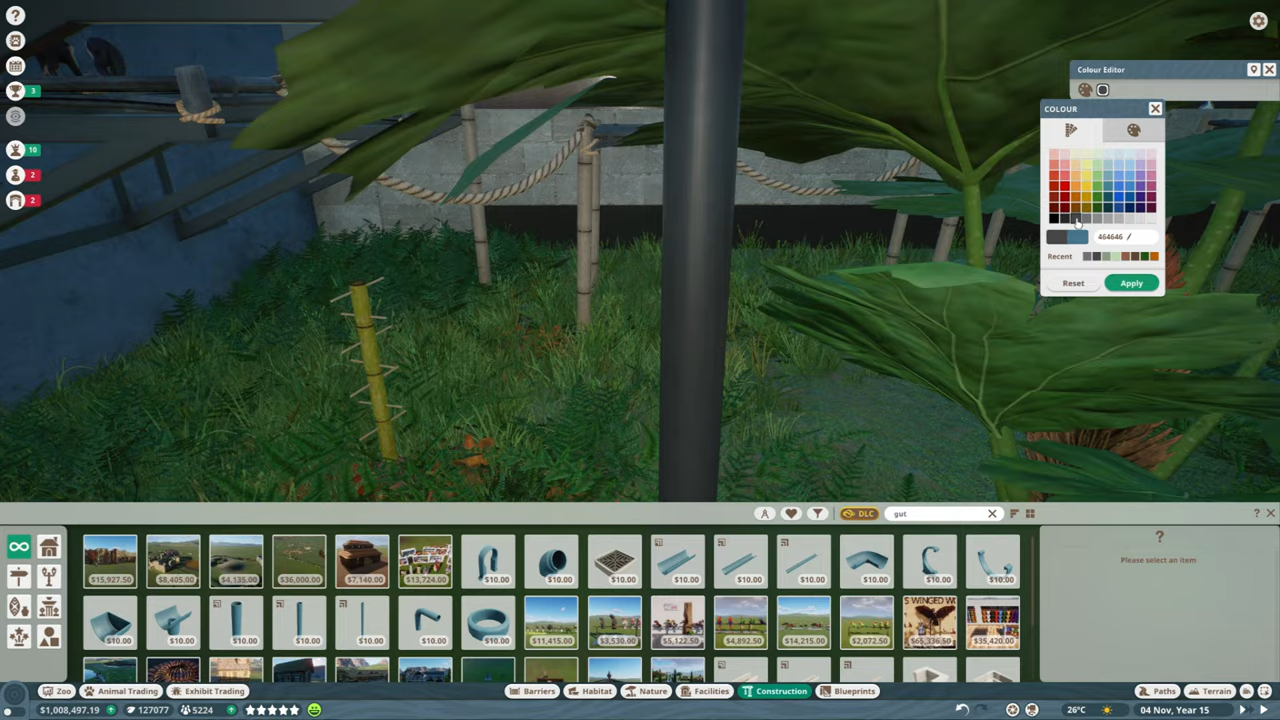 ?
3
10
2
2
Colour Editor
COLOUR
464646 /
Recent
Reset
Apply
DLC
gut
?
$15,927.50
$8,405.00
$4,135.00
$36,000.00
$7,140.00
$13,724.00
$10.00
$10.00
$10.00
$10.00
$10.00
$10.00
$10.00
$10.00
$10.00
?
Please select an item
$10.00
$10.00
$10.00
$10.00
$10.00
$10.00
$10.00
$11,415.00
$3,530.00
$5,122.50
$4,892.50
$14,215.00
$2,072.50
$65,336.50
$35,420.00
Zoo
Animal Trading
Exhibit Trading
Barriers
Habitat
Nature
Facilities
Construction
Blueprints
Paths
Terrain
$1,008,497.19
127077
5224
26°C
04 Nov, Year 15